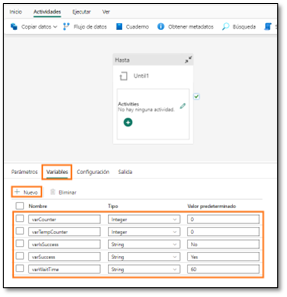 Inicio Actividades Ejecutar Ver
Copiar datos Flujo de datos Cuaderno Obtener metadatos Búsqueda
Hasta
Until1
Activities
No hay ninguna actividad.
Parámetros Variables Configuración Salida
Nuevo Eliminar
Nombre Tipo Valor predeterminado
varCounter Integer 0
varTempCounter Integer 0
varIsSuccess String No
varSuccess String Yes
varWaitTime String 60